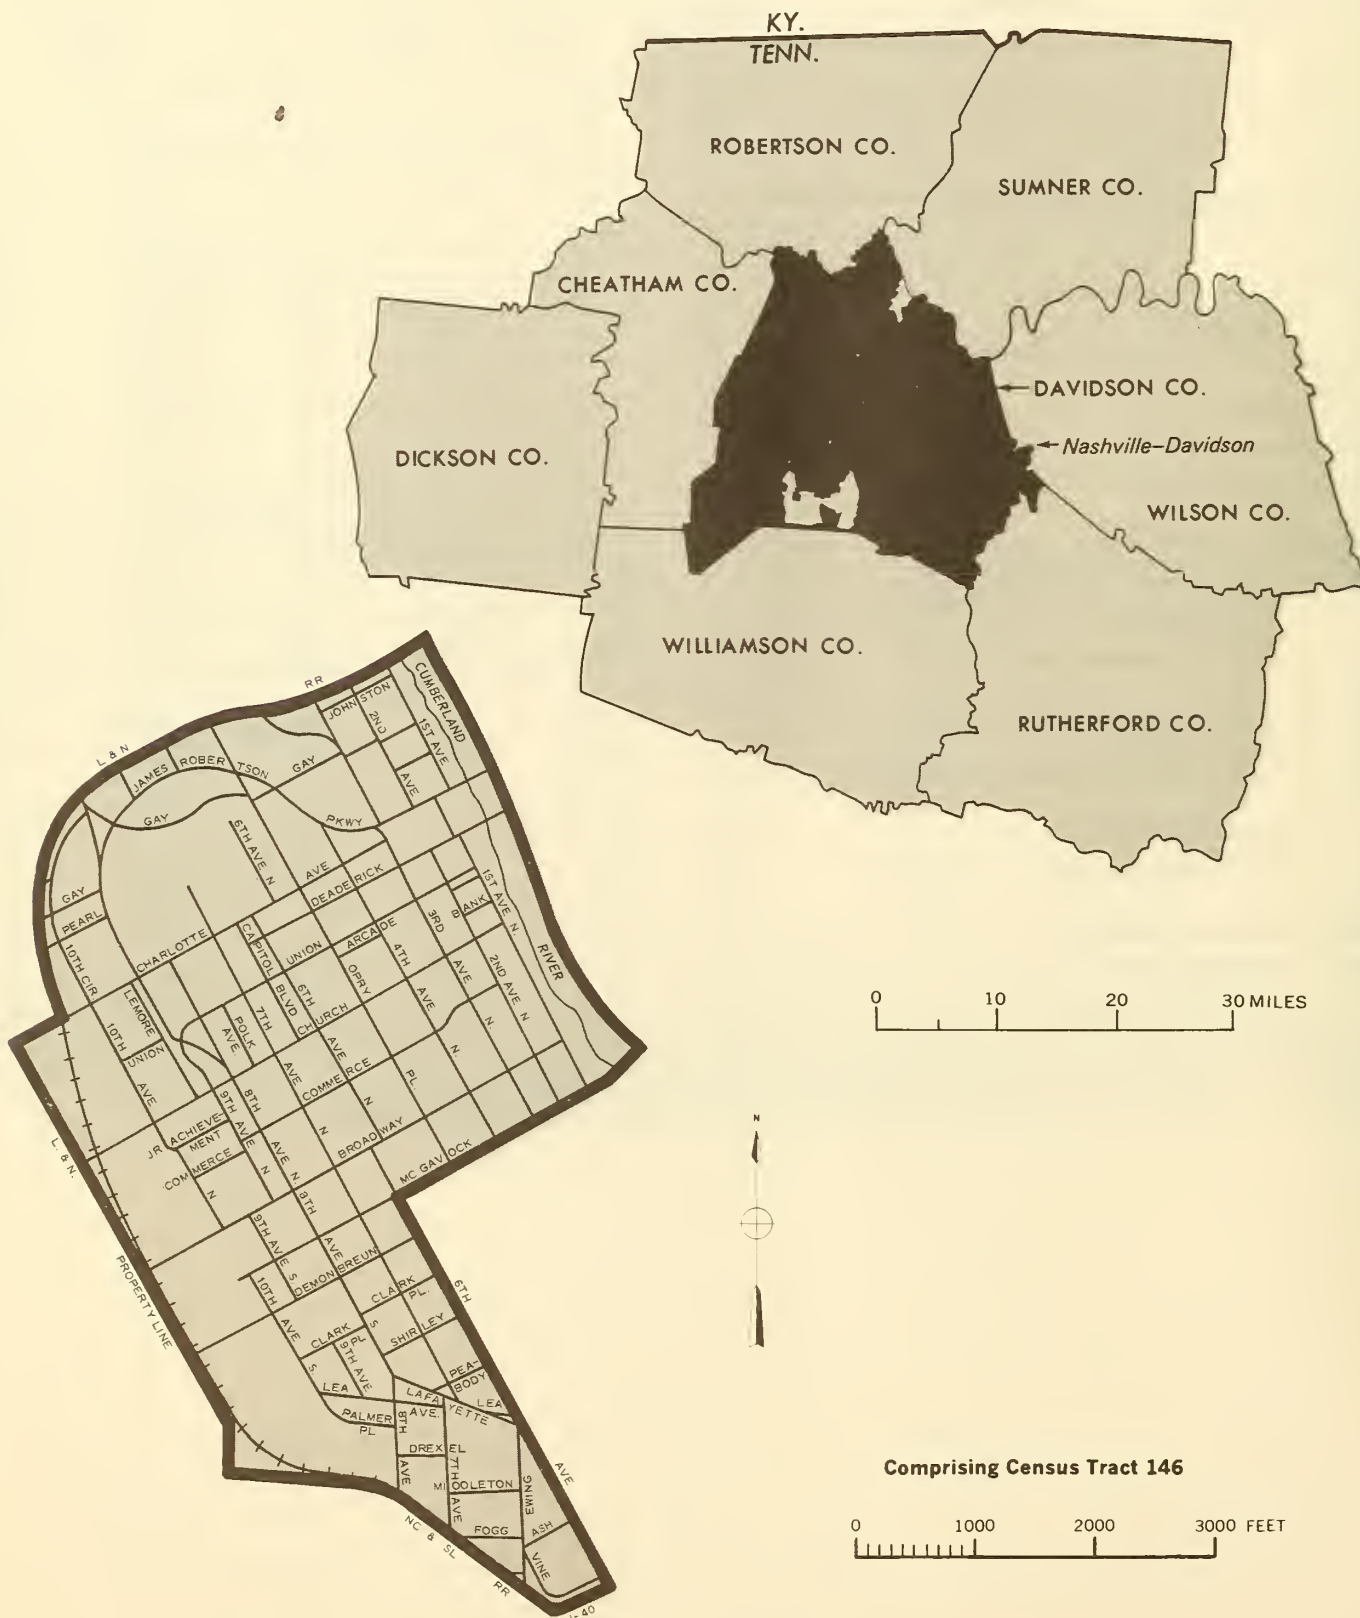 KY.
TENN.
ROBERTSON CO.
SUMNER CO.
CHEATHAM CO.
DAVIDSON CO.
Nashville–Davidson
DICKSON CO.
WILSON CO.
WILLIAMSON CO.
RUTHERFORD CO.
0 10 20 30 MILES
N
Comprising Census Tract 146
0 1000 2000 3000 FEET
RR
L & N
CUMBERLAND
RIVER
JOHNSTON
2ND
AVE
1ST AVE
JAMES ROBERTSON
PKWY
GAY
GAY
GAY
PEARL
6TH AVE N
AVE
DEADERICK
CHARLOTTE
CAPITOL
BLVD
UNION
ARCADE
3RD
AVE
N
BANK
1ST AVE N.
2ND AVE N
10TH CIR
LEMORE
UNION
10TH
AVE
N
POLK
AVE
7TH
AVE
6TH
AVE
N
CHURCH
OPRY
PL.
4TH
AVE
N.
COMMERCE
8TH
AVE N.
9TH AVE N
JR ACHIEVEMENT
COMMERCE
N
BROADWAY
MC GAVOCK
L. & N.
PROPERTY LINE
8TH
AVE
S
9TH AVE S
DEMONBREUN
10TH
AVE
S.
CLARK
PL.
CLARK
PL
SHIRLEY
9TH AVE.
6TH
AVE
PEABODY
LEA
LAFAYETTE
AVE.
LEA
PALMER
PL
8TH
AVE
DREXEL
7TH
AVE
MIDDLETON
EWING
FOGG
ASH
VINE
NC & SL
RR
I-40